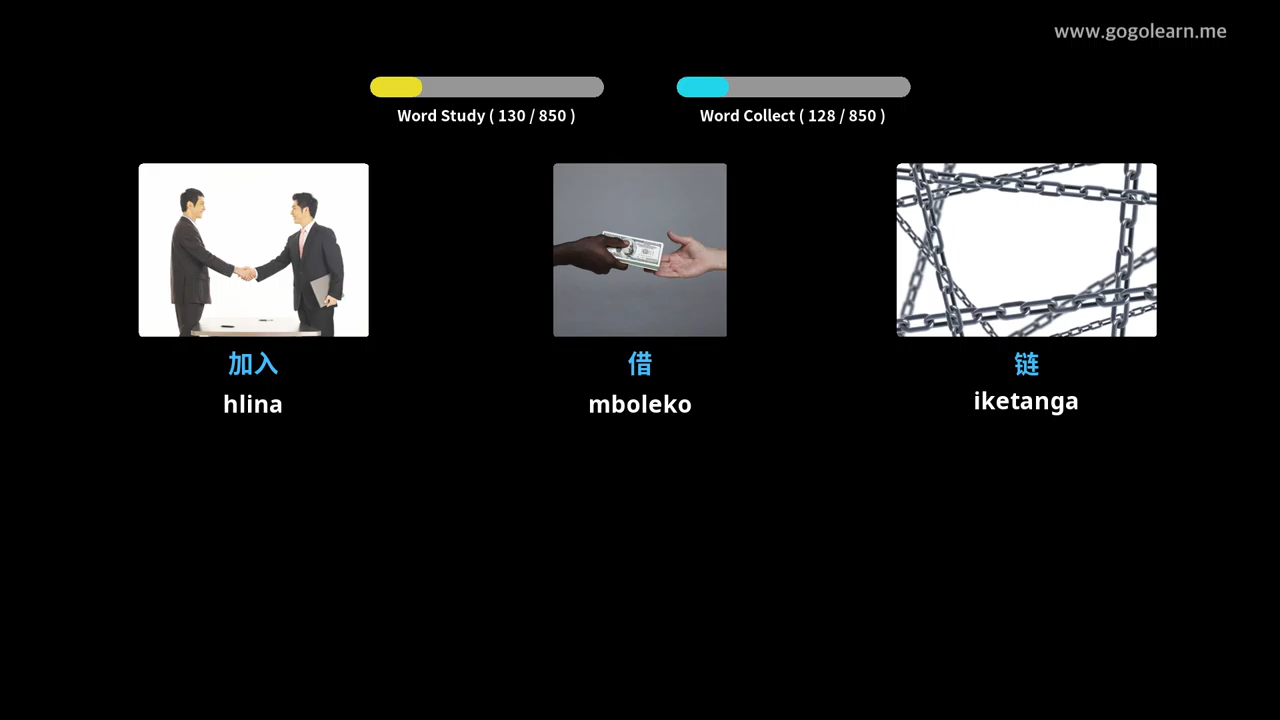 www.gogolearn.me
Word Study ( 130 / 850 )
Word Collect ( 128 / 850 )
加入
hlina
借
mboleko
链
iketanga